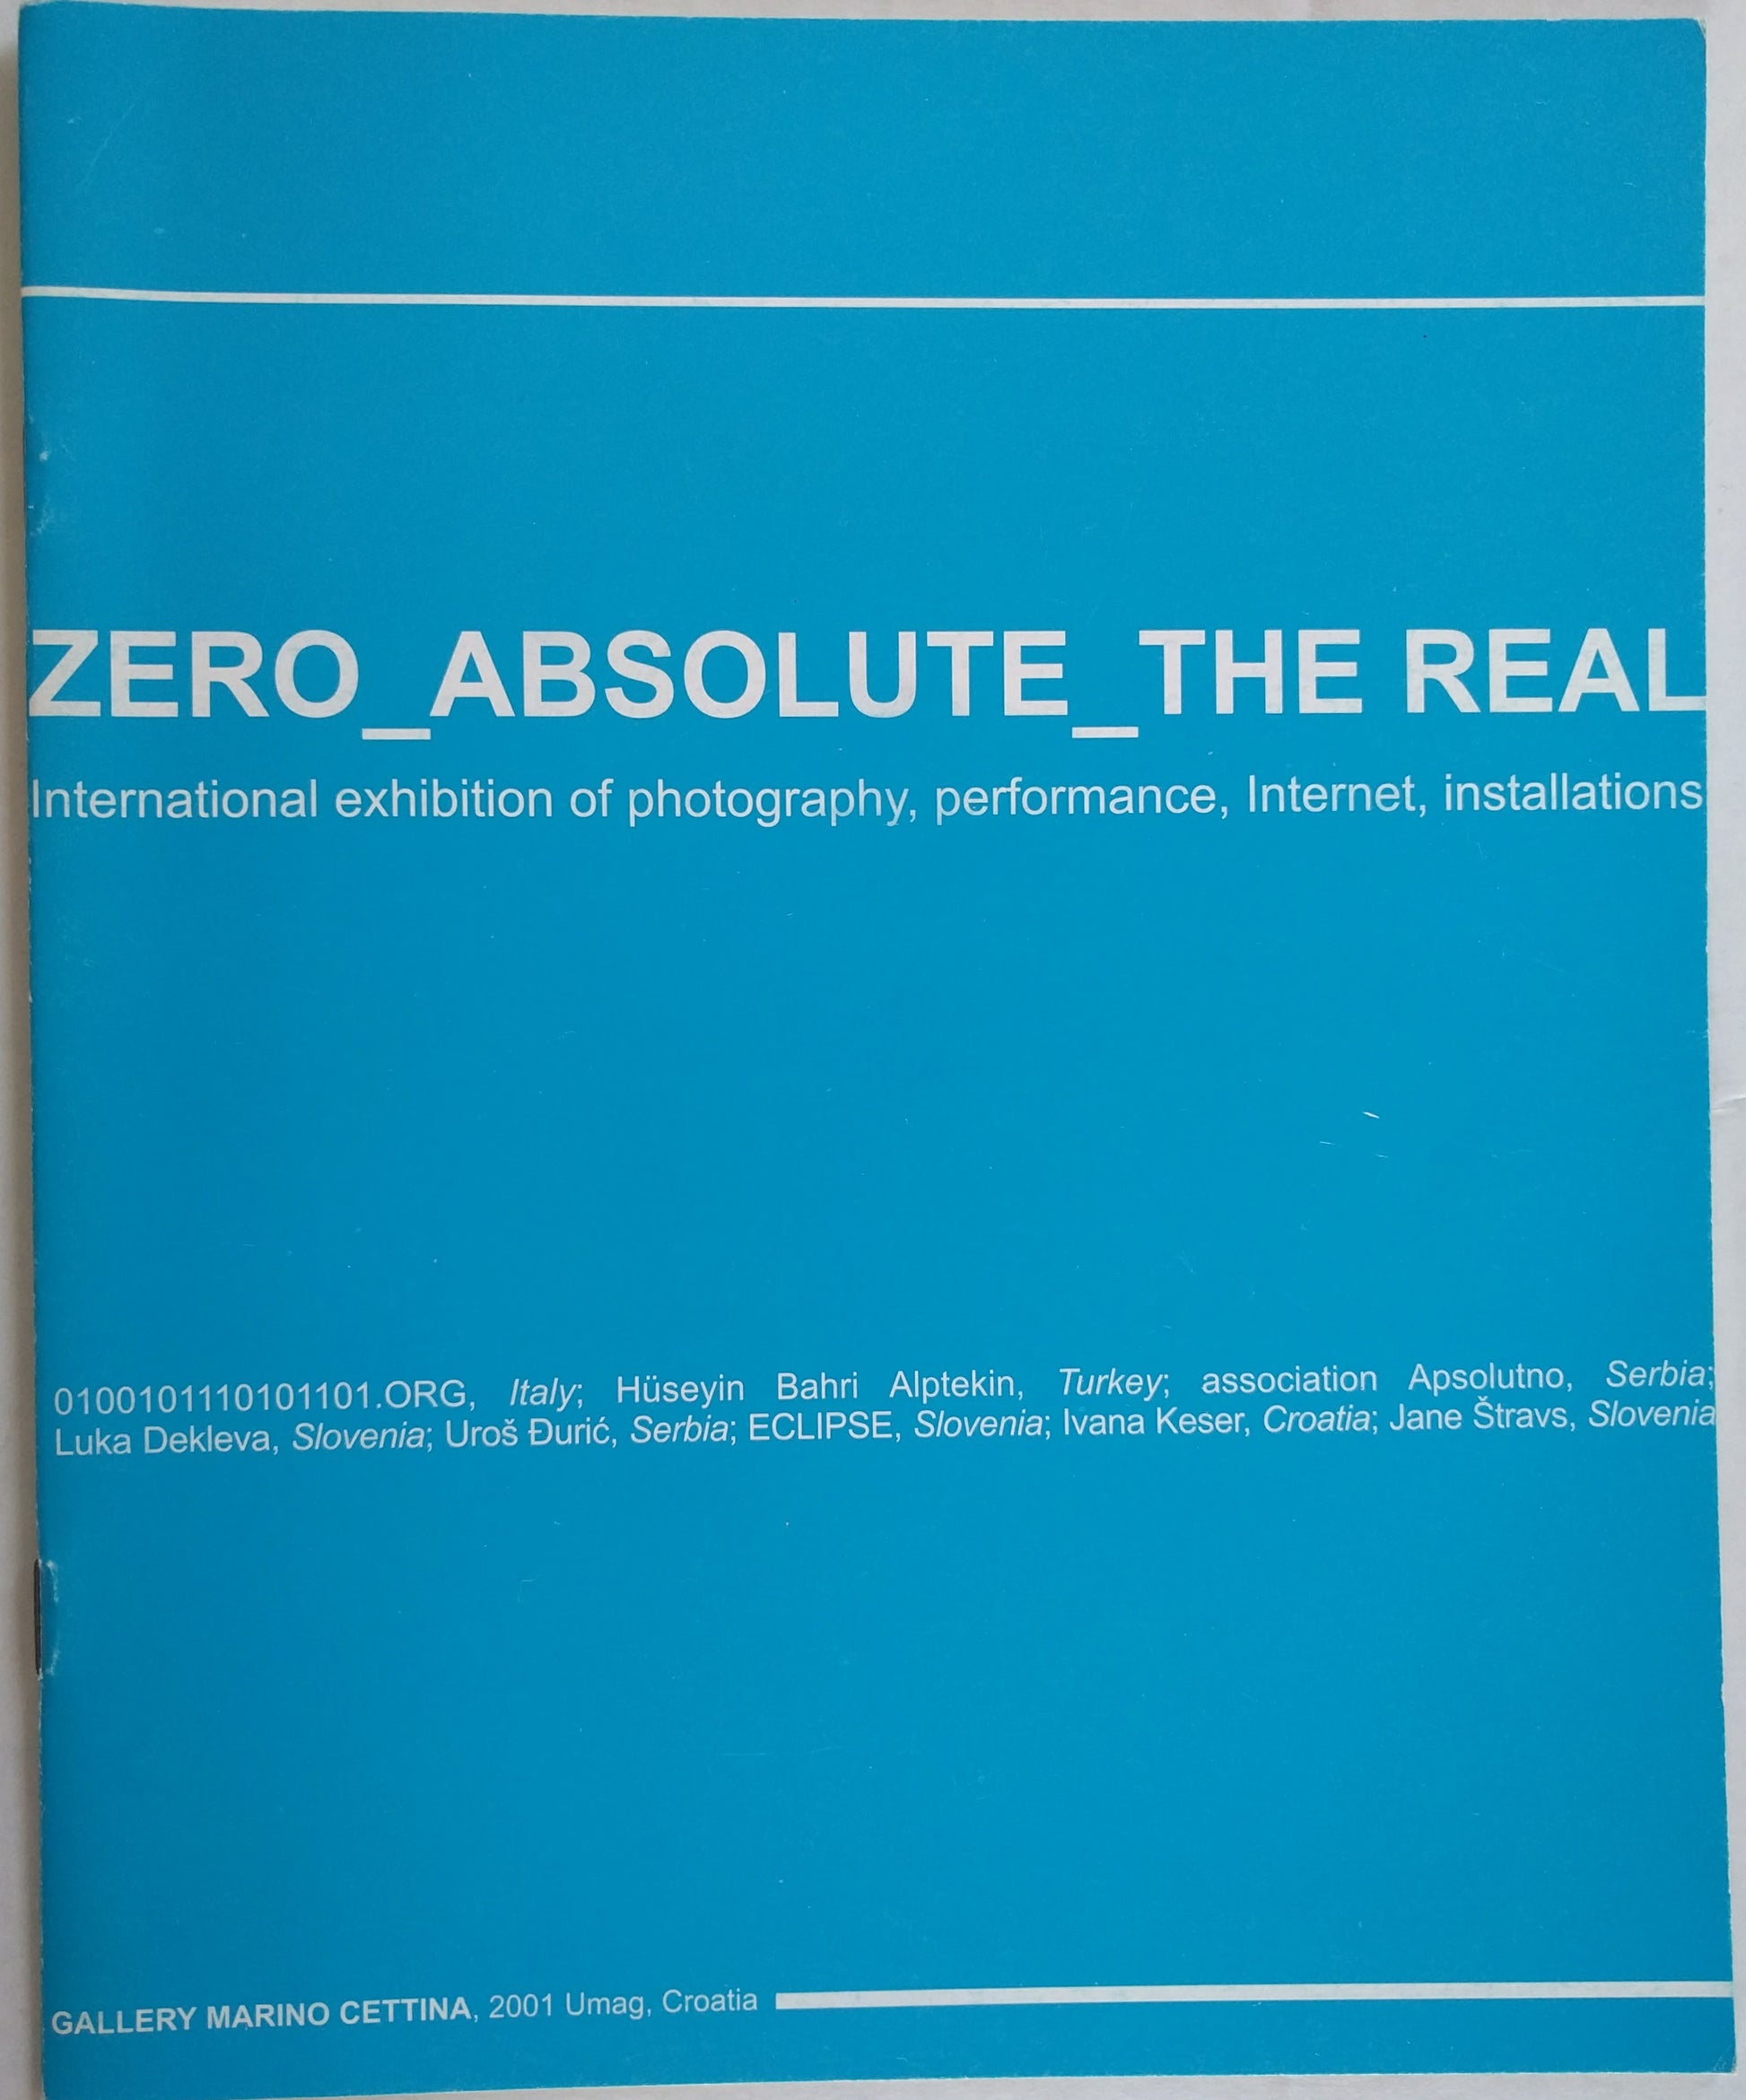 ZERO_ABSOLUTE_THE REAL
International exhibition of photography, performance, Internet, installations
0100101110101101.ORG, Italy; Hüseyin Bahri Alptekin, Turkey; association Apsolutno, Serbia;
Luka Dekleva, Slovenia; Uroš Đurić, Serbia; ECLIPSE, Slovenia; Ivana Keser, Croatia; Jane Štravs, Slovenia
GALLERY MARINO CETTINA, 2001 Umag, Croatia